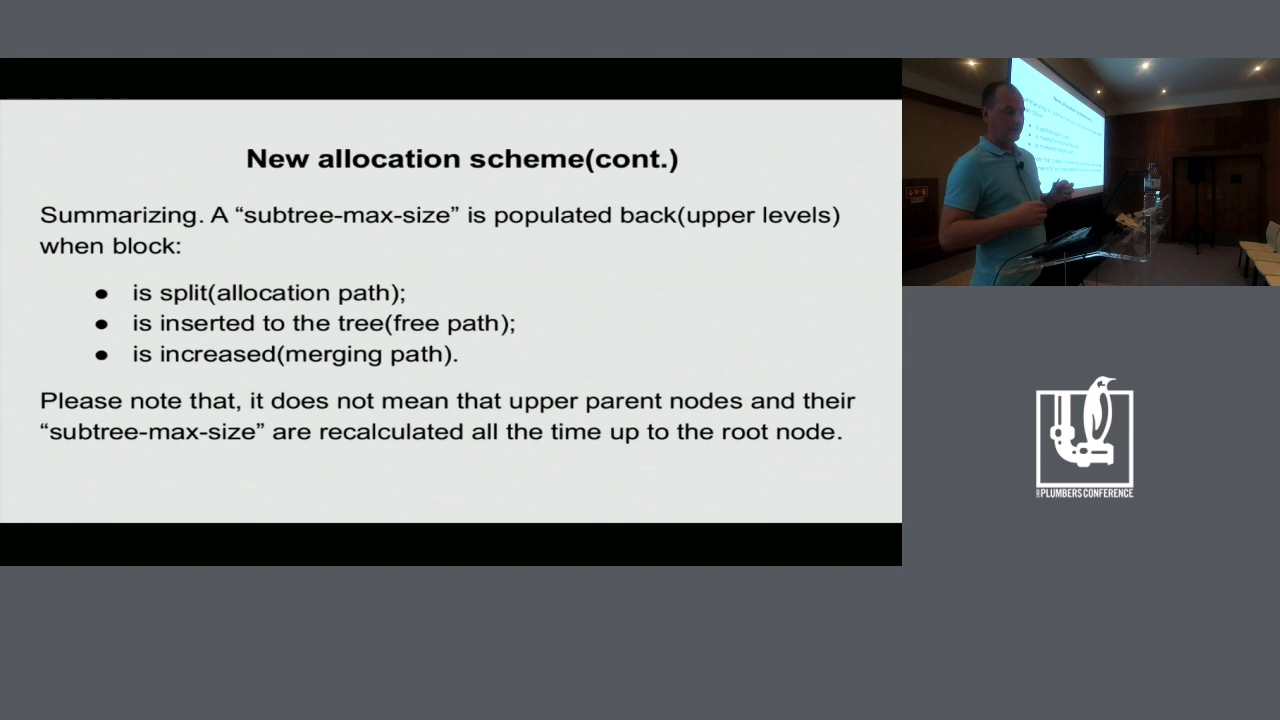 New allocation scheme(cont.)
Summarizing. A “subtree-max-size” is populated back(upper levels)
when block:
● is split(allocation path);
● is inserted to the tree(free path);
● is increased(merging path).
Please note that, it does not mean that upper parent nodes and their
“subtree-max-size” are recalculated all the time up to the root node.
PLUMBERS CONFERENCE